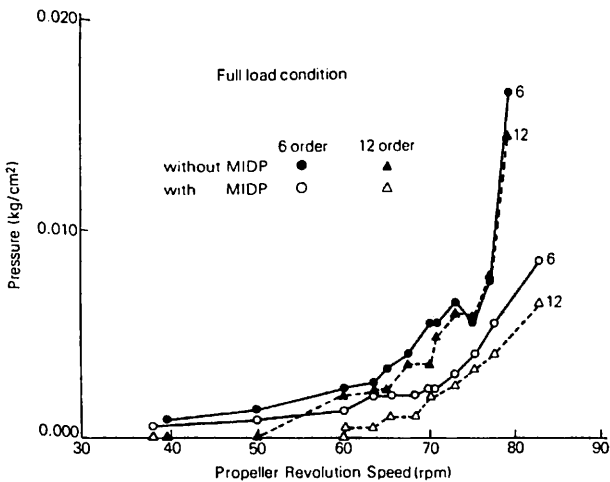 0.020
Full load condition
6 order 12 order
without MIDP
with MIDP
6
12
0.010
6
12
Pressure (kg/cm²)
0.000
30 40 50 60 70 80 90
Propeller Revolution Speed (rpm)